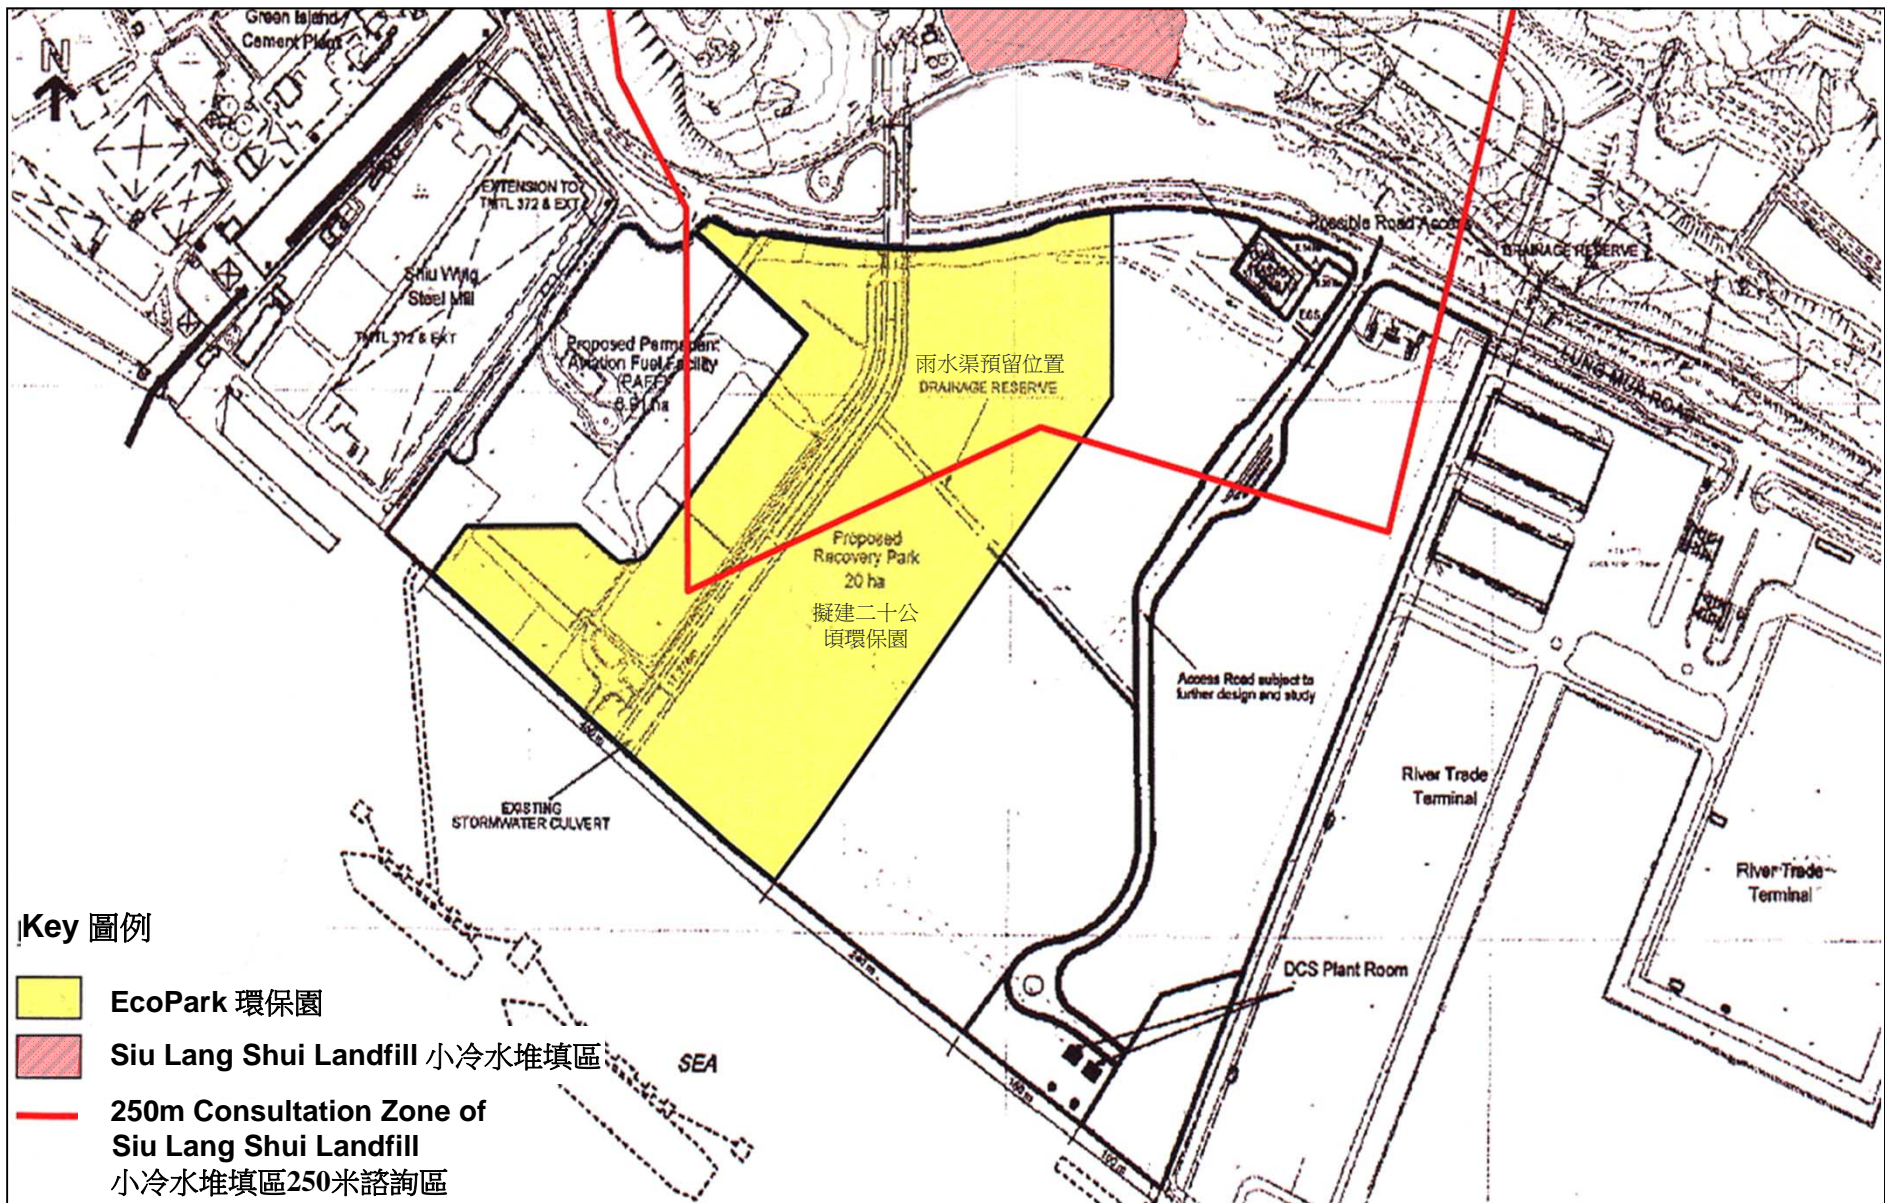 Green Island
Cement Plant
N
EXTENSION TO
TMTL 372 & EXT
Shiu Wing
Steel Mill
TMTL 372 & EXT
Proposed Permanent
Aviation Fuel Facility
(PAFF)
Possible Road Access
DRAINAGE RESERVE
ESS
LUNG MUN ROAD
雨水渠預留位置
DRAINAGE RESERVE
Proposed
Recovery Park
20 ha
擬建二十公
頃環保園
Access Road subject to
further design and study
River Trade
Terminal
River Trade
Terminal
EXISTING
STORMWATER CULVERT
DCS Plant Room
SEA
240 m
160 m
100 m
Key 圖例
EcoPark 環保園
Siu Lang Shui Landfill 小冷水堆填區
250m Consultation Zone of
Siu Lang Shui Landfill
小冷水堆填區250米諮詢區